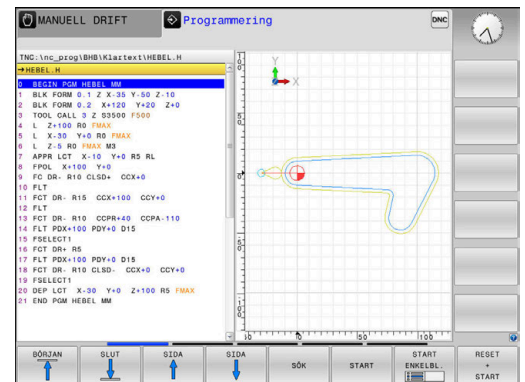 MANUELL DRIFT
Programmering
DNC
TNC:\nc_prog\BHB\Klartext\HEBEL.H
→HEBEL.H
0 BEGIN PGM HEBEL MM
1 BLK FORM 0.1 Z X-35 Y-50 Z-10
2 BLK FORM 0.2 X+120 Y+20 Z+0
3 TOOL CALL 3 Z S3500 F500
4 L Z+100 R0 FMAX
5 L X-30 Y+0 R0 FMAX
6 L Z-5 R0 FMAX M3
7 APPR LCT X-10 Y+0 R5 RL
8 FPOL X+100 Y+0
9 FC DR- R10 CLSD+ CCX+0
10 FLT
11 FCT DR- R15 CCX+100 CCY+0
12 FLT
13 FCT DR- R10 CCPR+40 CCPA-110
14 FLT PDX+100 PDY+0 D15
15 FSELECT1
16 FCT DR+ R5
17 FLT PDX+100 PDY+0 D15
18 FCT DR- R10 CLSD- CCX+0 CCY+0
19 FSELECT1
20 DEP LCT X-30 Y+0 Z+100 R5 FMAX
21 END PGM HEBEL MM
Y
X
50
100
BÖRJAN
SLUT
SIDA
SIDA
SÖK
START
START
ENKELBL.
RESET
+
START